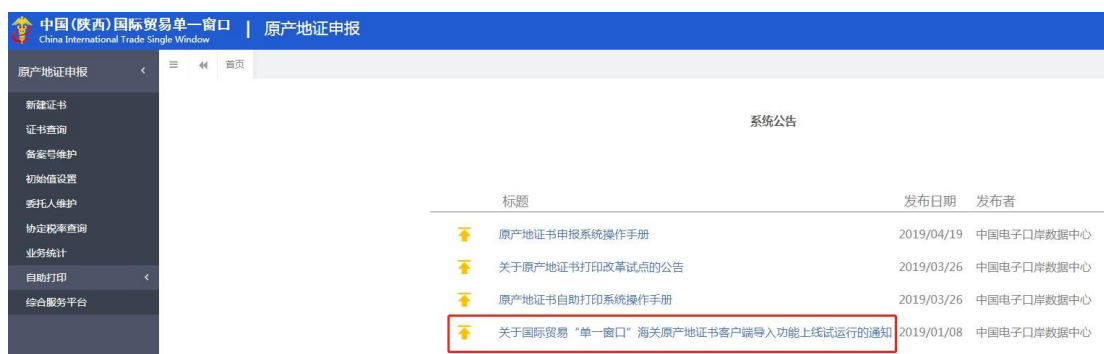 中国(陕西)国际贸易单一窗口 | 原产地证申报
China International Trade Single Window
原产地证申报
首页
新建证书
证书查询
备案号维护
初始值设置
委托人维护
协定税率查询
业务统计
自助打印
综合服务平台
系统公告
标题 发布日期 发布者
原产地证书申报系统操作手册 2019/04/19 中国电子口岸数据中心
关于原产地证书打印改革试点的公告 2019/03/26 中国电子口岸数据中心
原产地证书自助打印系统操作手册 2019/03/26 中国电子口岸数据中心
关于国际贸易“单一窗口”海关原产地证书客户端导入功能上线试运行的通知 2019/01/08 中国电子口岸数据中心